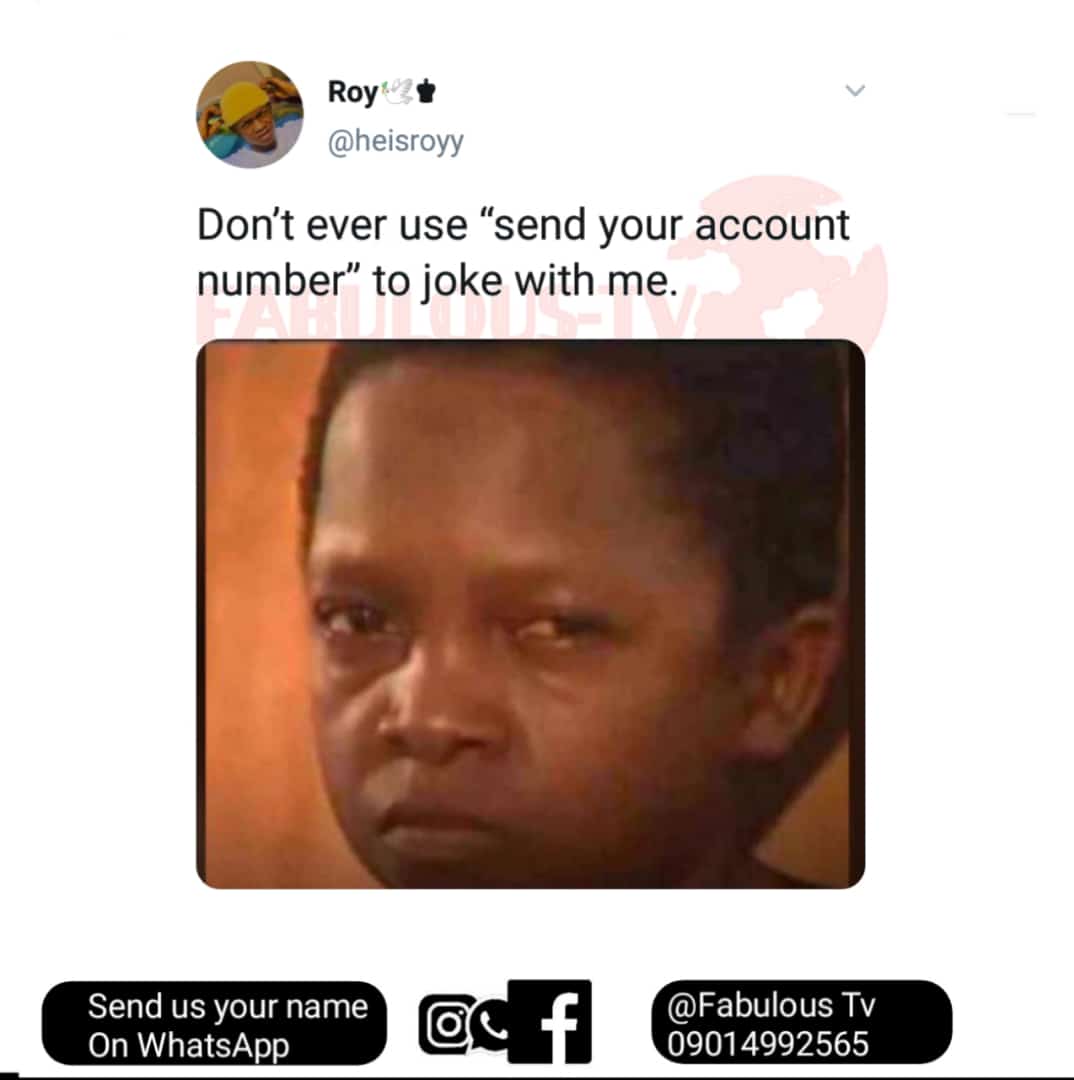 Roy🕊️♚
@heisroyy
Don’t ever use “send your account
number” to joke with me.
FABULOUS-TV
Send us your name
On WhatsApp
@Fabulous Tv
09014992565